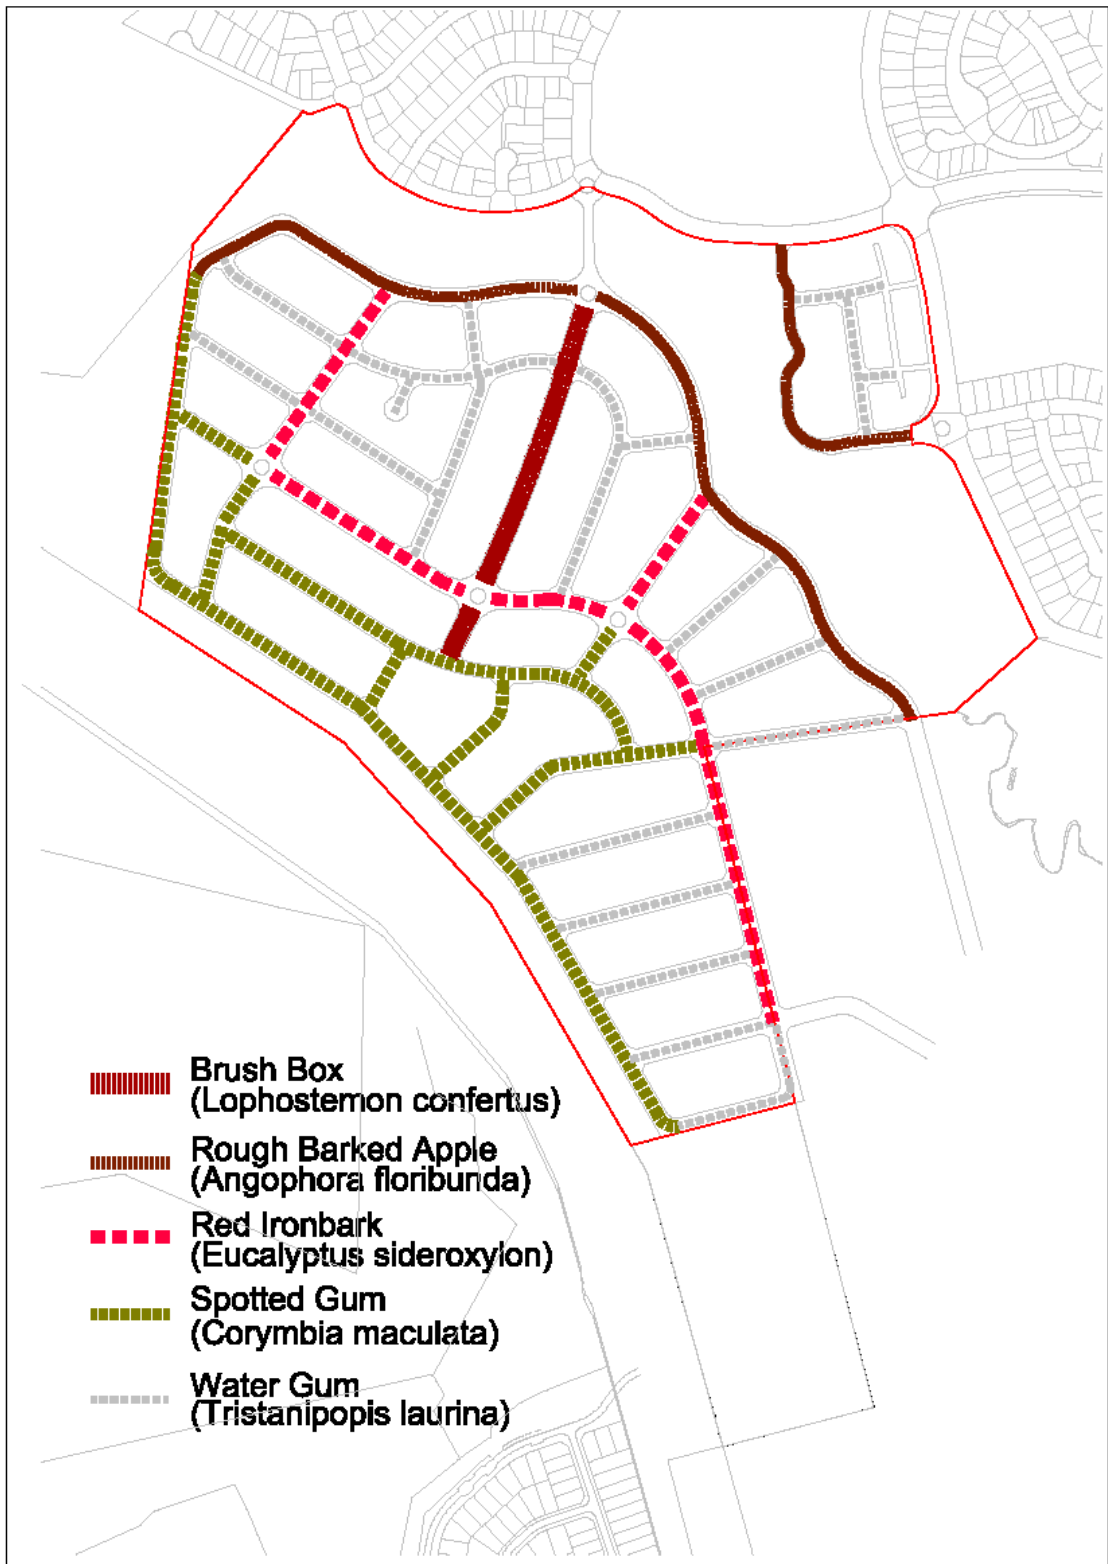 Brush Box
(Lophostemon confertus)
Rough Barked Apple
(Angophora floribunda)
Red Ironbark
(Eucalyptus sideroxylon)
Spotted Gum
(Corymbia maculata)
Water Gum
(Tristanipopis laurina)